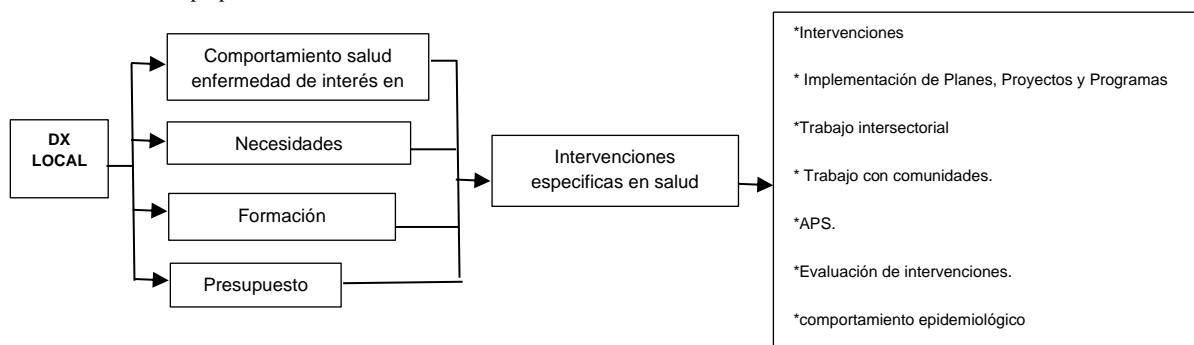 DX
LOCAL
Comportamiento salud
enfermedad de interés en
Necesidades
Formación
Presupuesto
Intervenciones
especificas en salud
*Intervenciones
* Implementación de Planes, Proyectos y Programas
*Trabajo intersectorial
* Trabajo con comunidades.
*APS.
*Evaluación de intervenciones.
*comportamiento epidemiológico